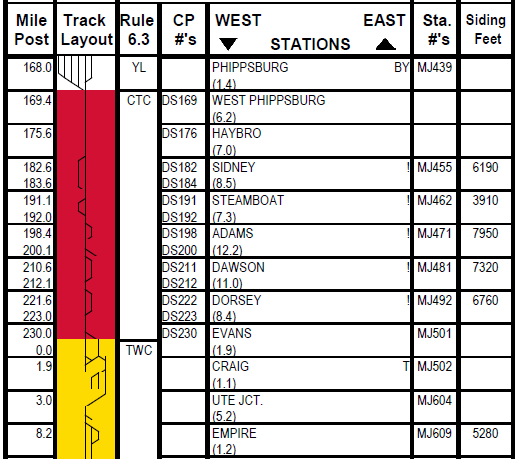 Mile Post Track Layout Rule 6.3 CP #'s WEST EAST STATIONS Sta. #'s Siding Feet
168.0 YL PHIPPSBURG BY MJ439
(1.4)
169.4 CTC DS169 WEST PHIPPSBURG
(6.2)
175.6 DS176 HAYBRO
(7.0)
182.6 DS182 SIDNEY ! MJ455 6190
183.6 DS184 (8.5)
191.1 DS191 STEAMBOAT ! MJ462 3910
192.0 DS192 (7.3)
198.4 DS198 ADAMS ! MJ471 7950
200.1 DS200 (12.2)
210.6 DS211 DAWSON ! MJ481 7320
212.1 DS212 (11.0)
221.6 DS222 DORSEY ! MJ492 6760
223.0 DS223 (8.4)
230.0 DS230 EVANS MJ501
0.0 TWC (1.9)
1.9 CRAIG T MJ502
(1.1)
3.0 UTE JCT. MJ604
(5.2)
8.2 EMPIRE MJ609 5280
(1.2)